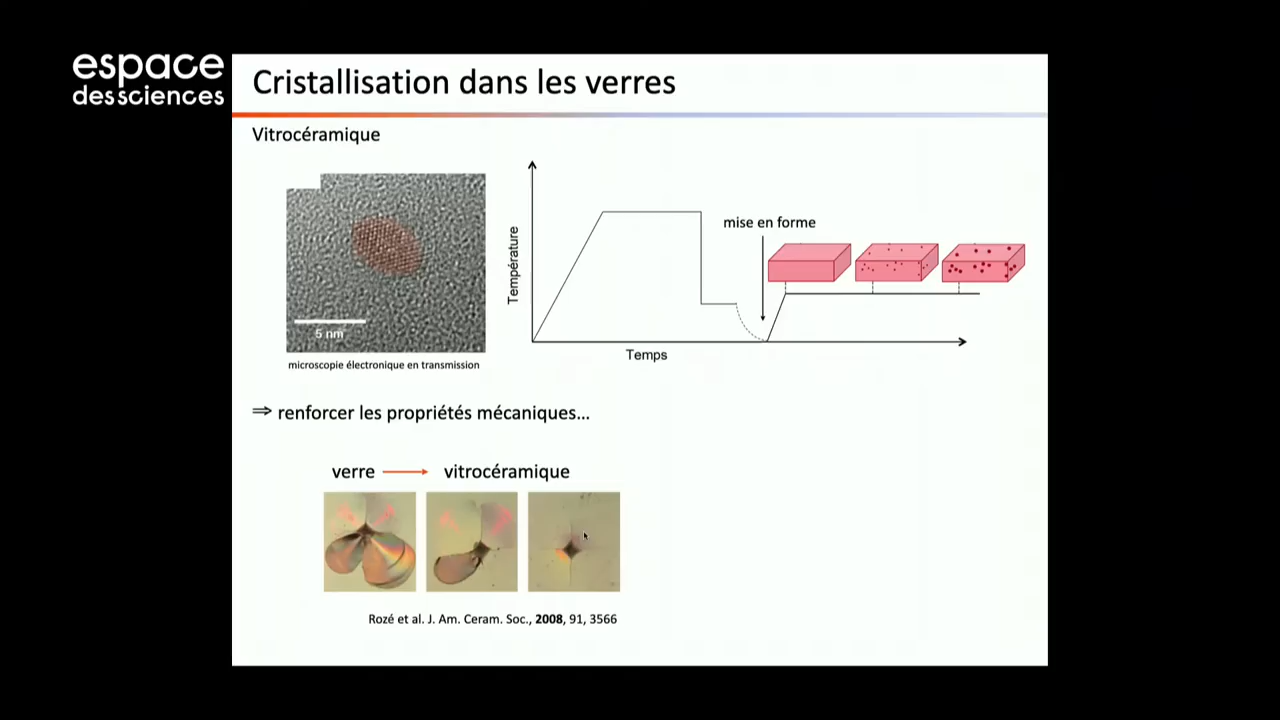 espace
des sciences
Cristallisation dans les verres
Vitrocéramique
5 nm
microscopie électronique en transmission
Température
Temps
mise en forme
⇒ renforcer les propriétés mécaniques...
verre → vitrocéramique
Rozé et al. J. Am. Ceram. Soc., 2008, 91, 3566